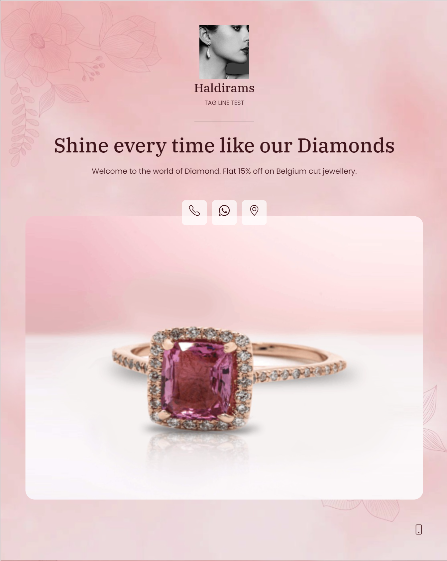 Haldirams
TAG LINE TEST
Shine every time like our Diamonds
Welcome to the world of Diamond. Flat 15% off on Belgium cut jewellery.